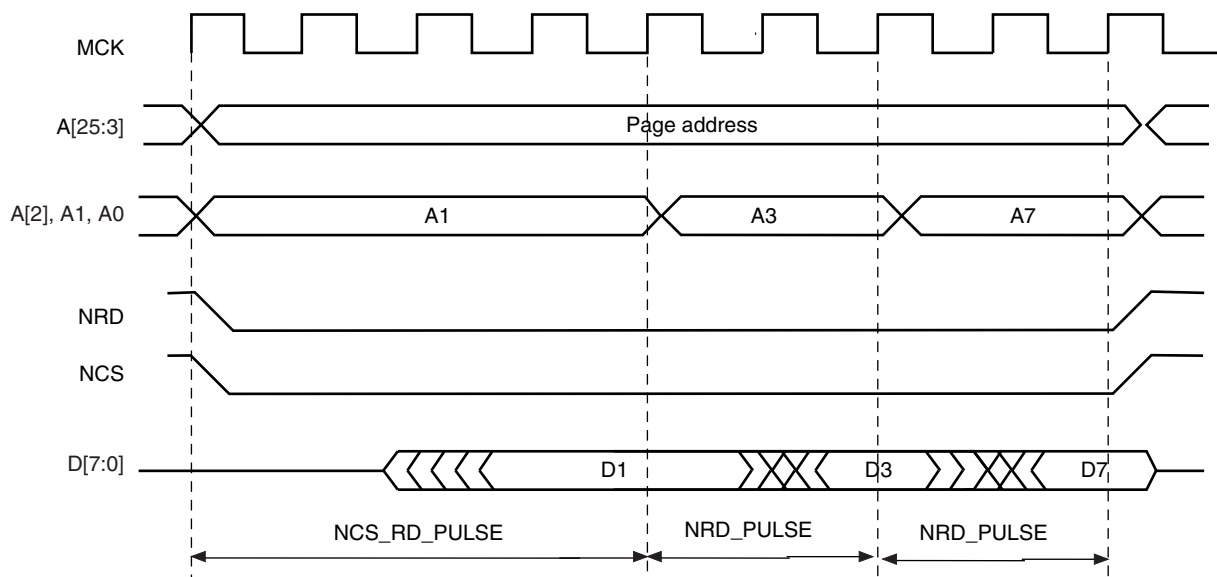 MCK
A[25:3]
Page address
A[2], A1, A0
A1
A3
A7
NRD
NCS
D[7:0]
D1
D3
D7
NCS_RD_PULSE
NRD_PULSE
NRD_PULSE